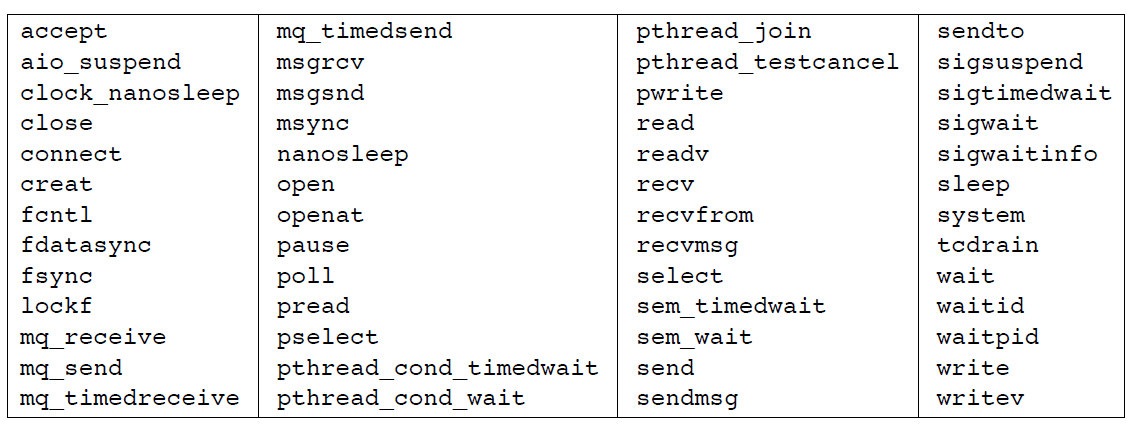 accept
aio_suspend
clock_nanosleep
close
connect
creat
fcntl
fdatasync
fsync
lockf
mq_receive
mq_send
mq_timedreceive
mq_timedsend
msgrcv
msgsnd
msync
nanosleep
open
openat
pause
poll
pread
pselect
pthread_cond_timedwait
pthread_cond_wait
pthread_join
pthread_testcancel
pwrite
read
readv
recv
recvfrom
recvmsg
select
sem_timedwait
sem_wait
send
sendmsg
sendto
sigsuspend
sigtimedwait
sigwait
sigwaitinfo
sleep
system
tcdrain
wait
waitid
waitpid
write
writev